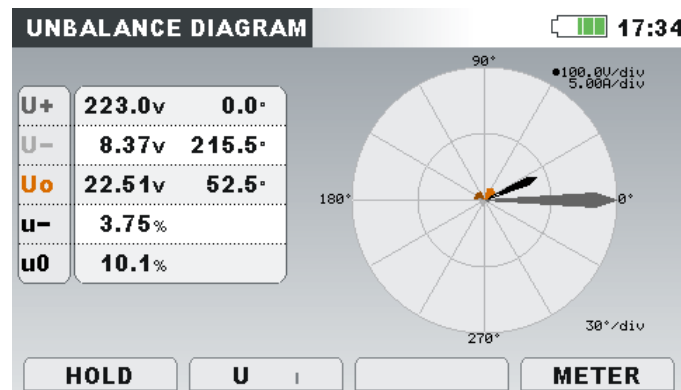 UNBALANCE DIAGRAM 17:34
90°
●100.0V/div
5.00A/div
U+ 223.0v 0.0°
U- 8.37v 215.5°
Uo 22.51v 52.5°
180° 0°
u- 3.75%
u0 10.1%
30°/div
270°
HOLD U I METER